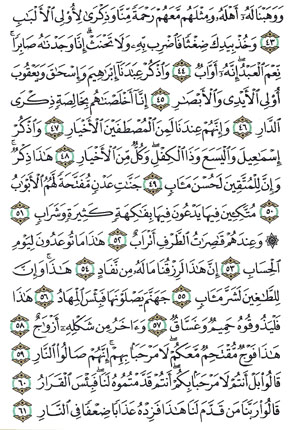 وَوَهَبْنَا لَهُۥٓ أَهْلَهُۥ وَمِثْلَهُم مَّعَهُمْ رَحْمَةً مِّنَّا وَذِكْرَىٰ لِأُو۟لِى ٱلْأَلْبَٰبِ
٤٣ وَخُذْ بِيَدِكَ ضِغْثًا فَٱضْرِب بِّهِۦ وَلَا تَحْنَثْ إِنَّا وَجَدْنَٰهُ صَابِرًا
نِّعْمَ ٱلْعَبْدُ إِنَّهُۥٓ أَوَّابٌ ٤٤ وَٱذْكُرْ عِبَٰدَنَآ إِبْرَٰهِيمَ وَإِسْحَٰقَ وَيَعْقُوبَ
أُو۟لِى ٱلْأَيْدِى وَٱلْأَبْصَٰرِ ٤٥ إِنَّآ أَخْلَصْنَٰهُم بِخَالِصَةٍ ذِكْرَى
ٱلدَّارِ ٤٦ وَإِنَّهُمْ عِندَنَا لَمِنَ ٱلْمُصْطَفَيْنَ ٱلْأَخْيَارِ ٤٧ وَٱذْكُرْ
إِسْمَٰعِيلَ وَٱلْيَسَعَ وَذَا ٱلْكِفْلِ وَكُلٌّ مِّنَ ٱلْأَخْيَارِ ٤٨ هَٰذَا ذِكْرٌ
وَإِنَّ لِلْمُتَّقِينَ لَحُسْنَ مَـَٔابٍ ٤٩ جَنَّٰتِ عَدْنٍ مُّفَتَّحَةً لَّهُمُ ٱلْأَبْوَٰبُ
٥٠ مُتَّكِـِٔينَ فِيهَا يَدْعُونَ فِيهَا بِفَٰكِهَةٍ كَثِيرَةٍ وَشَرَابٍ ٥١
۞ وَعِندَهُمْ قَٰصِرَٰتُ ٱلطَّرْفِ أَتْرَابٌ ٥٢ هَٰذَا مَا تُوعَدُونَ لِيَوْمِ
ٱلْحِسَابِ ٥٣ إِنَّ هَٰذَا لَرِزْقُنَا مَا لَهُۥ مِن نَّفَادٍ ٥٤ هَٰذَا وَإِنَّ
لِلطَّٰغِينَ لَشَرَّ مَـَٔابٍ ٥٥ جَهَنَّمَ يَصْلَوْنَهَا فَبِئْسَ ٱلْمِهَادُ ٥٦ هَٰذَا
فَلْيَذُوقُوهُ حَمِيمٌ وَغَسَّاقٌ ٥٧ وَءَاخَرُ مِن شَكْلِهِۦٓ أَزْوَٰجٌ ٥٨
هَٰذَا فَوْجٌ مُّقْتَحِمٌ مَّعَكُمْ لَا مَرْحَبًۢا بِهِمْ إِنَّهُمْ صَالُوا۟ ٱلنَّارِ ٥٩
قَالُوا۟ بَلْ أَنتُمْ لَا مَرْحَبًۢا بِكُمْ أَنتُمْ قَدَّمْتُمُوهُ لَنَا فَبِئْسَ ٱلْقَرَارُ ٦٠
قَالُوا۟ رَبَّنَا مَن قَدَّمَ لَنَا هَٰذَا فَزِدْهُ عَذَابًا ضِعْفًا فِى ٱلنَّارِ ٦١